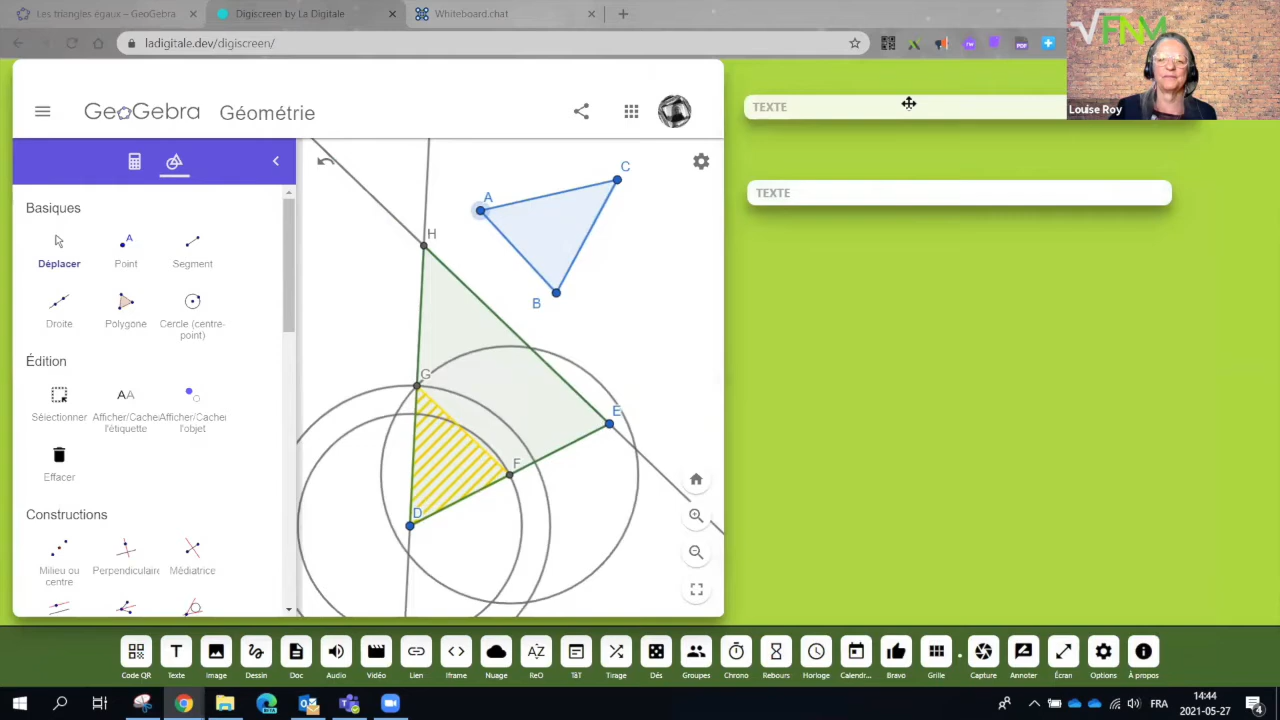 Les triangles égaux – GeoGebra
Digiscreen by La Digitale
Whiteboard.chat
ladigitale.dev/digiscreen/
√FNM
Louise Roy
GeoGebra Géométrie
TEXTE
TEXTE
Basiques
Déplacer
Point
Segment
Droite
Polygone
Cercle (centre-
point)
Édition
Sélectionner
Afficher/Cacher
l'étiquette
Afficher/Cacher
l'objet
Effacer
Constructions
Milieu ou
centre
Perpendiculaire
Médiatrice
A
C
B
H
G
E
F
D
Code QR
Texte
Image
Dessin
Doc
Audio
Vidéo
Lien
Iframe
Nuage
ReO
TàT
Tirage
Dés
Groupes
Chrono
Rebours
Horloge
Calendr...
Bravo
Grille
Capture
Annoter
Écran
Options
À propos
FRA
14:44
2021-05-27
4